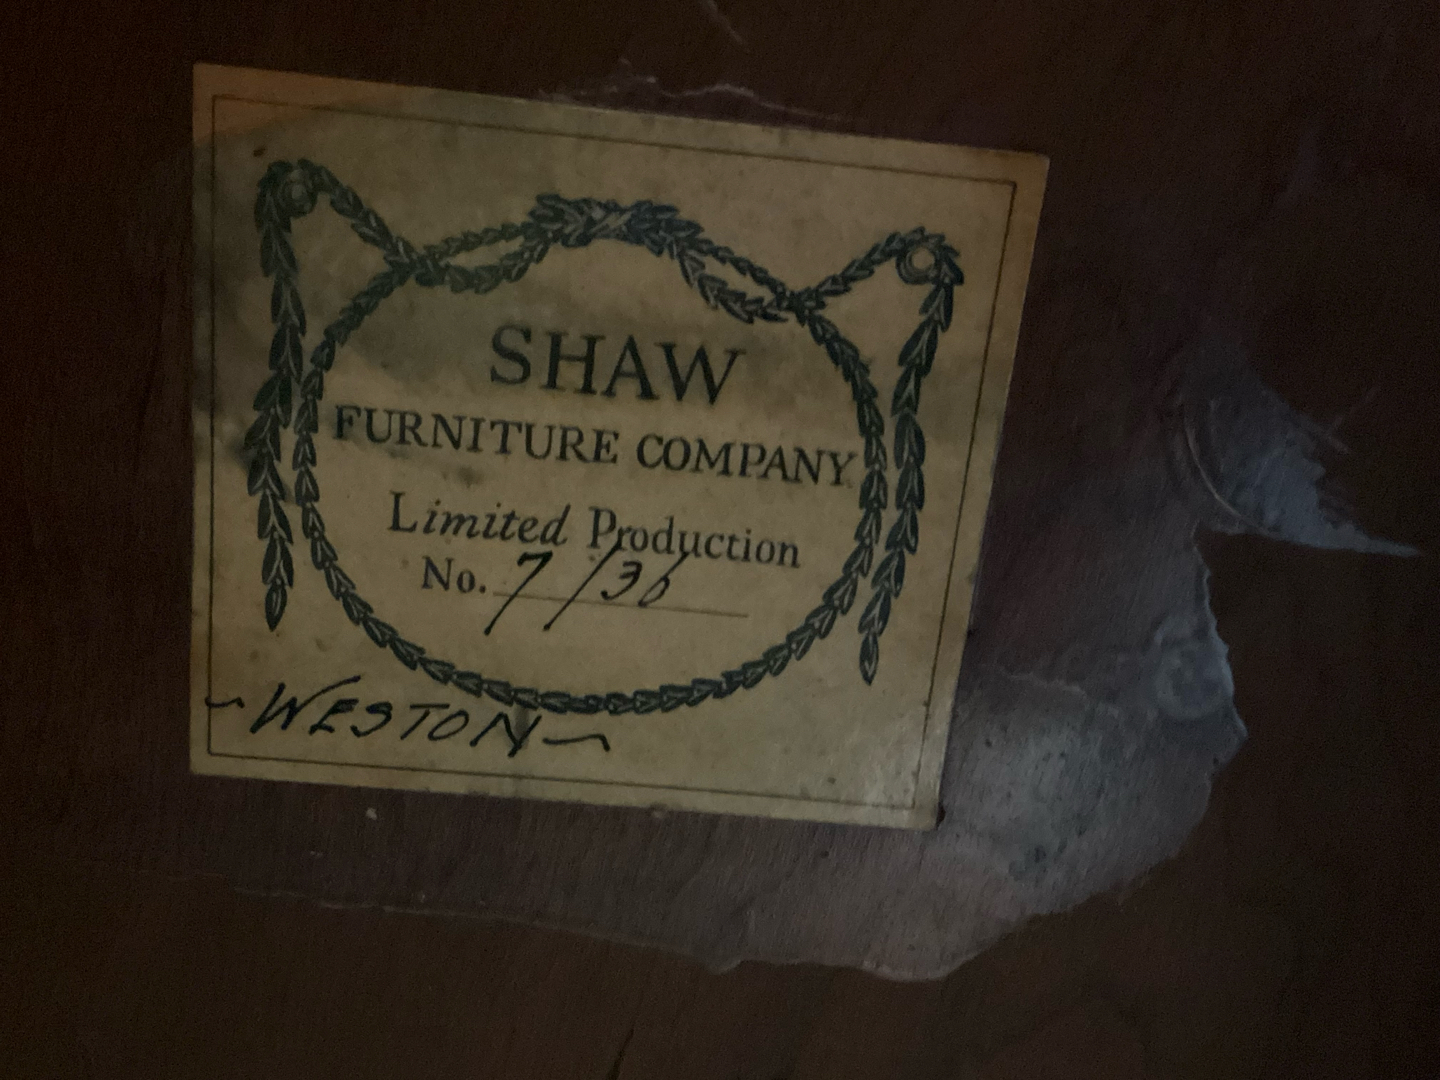 SHAW
FURNITURE COMPANY
Limited Production
No. 7/36
~WESTON~